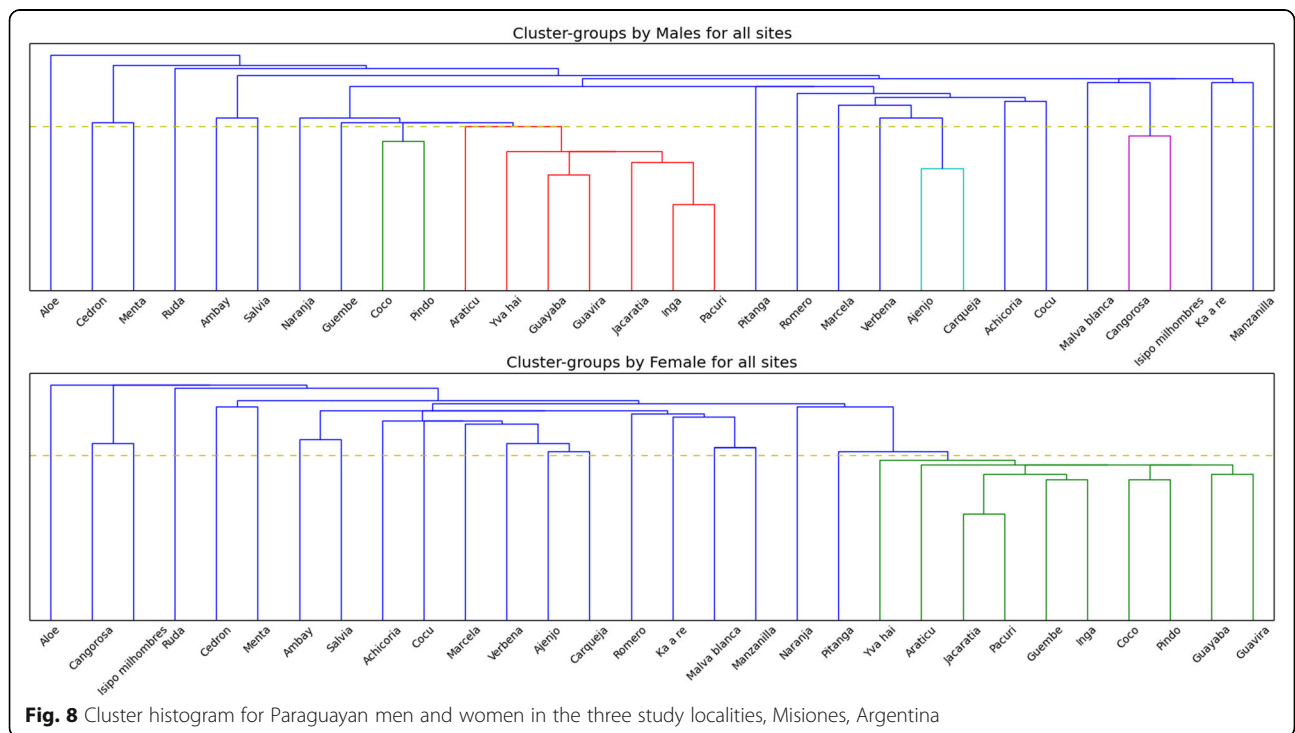 Cluster-groups by Males for all sites
Aloe Cedron Menta Ruda Ambay Salvia Naranja Guembe Coco Pindo Araticu Yva hai Guayaba Guavira Jacaratia Inga Pacuri Pitanga Romero Marcela Verbena Ajenjo Carqueja Achicoria Cocu Malva blanca Cangorosa Isipo milhombres Ka a re Manzanilla
Cluster-groups by Female for all sites
Aloe Cangorosa Isipo milhombres Ruda Cedron Menta Ambay Salvia Achicoria Cocu Marcela Verbena Ajenjo Carqueja Romero Ka a re Malva blanca Manzanilla Naranja Pitanga Yva hai Araticu Jacaratia Pacuri Guembe Inga Coco Pindo Guayaba Guavira
Fig. 8 Cluster histogram for Paraguayan men and women in the three study localities, Misiones, Argentina